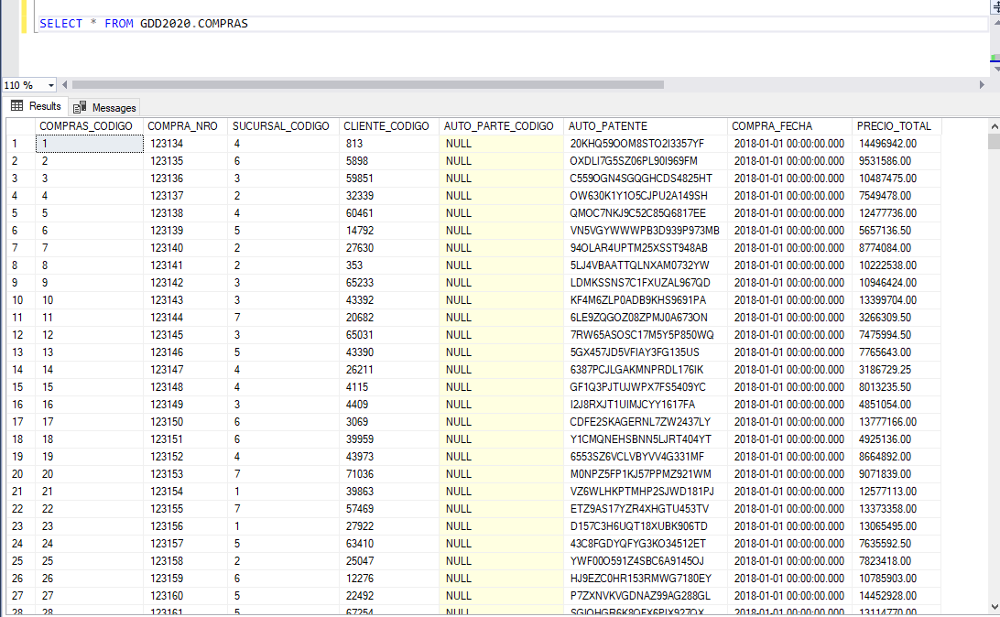 SELECT * FROM GDD2020.COMPRAS
110 %
Results Messages
COMPRAS_CODIGO COMPRA_NRO SUCURSAL_CODIGO CLIENTE_CODIGO AUTO_PARTE_CODIGO AUTO_PATENTE COMPRA_FECHA PRECIO_TOTAL
1 1 123134 4 813 NULL 20KHQ59OOM8STO2I3357YF 2018-01-01 00:00:00.000 14496942.00
2 2 123135 6 5898 NULL OXDLI7G5SZ06PL90I969FM 2018-01-01 00:00:00.000 9531586.00
3 3 123136 3 59851 NULL C559OGN4SGQGHCDS4825HT 2018-01-01 00:00:00.000 10487475.00
4 4 123137 2 32339 NULL OW630K1Y1O5CJPU2A149SH 2018-01-01 00:00:00.000 7549478.00
5 5 123138 4 60461 NULL QMOC7NKJ9C52C85Q6817EE 2018-01-01 00:00:00.000 12477736.00
6 6 123139 5 14792 NULL VN5VGYWWWPB3D939P973MB 2018-01-01 00:00:00.000 5657136.50
7 7 123140 2 27630 NULL 94OLAR4UPTM25XSST948AB 2018-01-01 00:00:00.000 8774084.00
8 8 123141 2 353 NULL 5LJ4VBAATTQLNXAM0732YW 2018-01-01 00:00:00.000 10222538.00
9 9 123142 3 65233 NULL LDMKSSNS7C1FXUZAL967QD 2018-01-01 00:00:00.000 10946424.00
10 10 123143 3 43392 NULL KF4M6ZLP0ADB9KHS9691PA 2018-01-01 00:00:00.000 13399704.00
11 11 123144 7 20682 NULL 6LE9ZQGOZ08ZPMJ0A673ON 2018-01-01 00:00:00.000 3266309.50
12 12 123145 3 65031 NULL 7RW65ASOSC17M5Y5P850WQ 2018-01-01 00:00:00.000 7475994.50
13 13 123146 5 43390 NULL 5GX457JD5VFIAY3FG135US 2018-01-01 00:00:00.000 7765643.00
14 14 123147 4 26211 NULL 6387PCJLGAKMNPRDL176IK 2018-01-01 00:00:00.000 3186729.25
15 15 123148 4 4115 NULL GF1Q3PJTUJWPX7FS5409YC 2018-01-01 00:00:00.000 8013235.50
16 16 123149 3 4409 NULL I2J8RXJT1UIMJCYY1617FA 2018-01-01 00:00:00.000 4851054.00
17 17 123150 6 3069 NULL CDFE2SKAGERNL7ZW2437LY 2018-01-01 00:00:00.000 13777166.00
18 18 123151 6 39959 NULL Y1CMQNEHSBNN5LJRT404YT 2018-01-01 00:00:00.000 4925136.00
19 19 123152 4 43973 NULL 6553SZ6VCLVBYVV4G331MF 2018-01-01 00:00:00.000 8664892.00
20 20 123153 7 71036 NULL M0NPZ5FP1KJ57PPMZ921WM 2018-01-01 00:00:00.000 9071839.00
21 21 123154 1 39863 NULL VZ6WLHKPTMHP2SJWD181PJ 2018-01-01 00:00:00.000 12577113.00
22 22 123155 7 57469 NULL ETZ9AS17YZR4XHGTU453TV 2018-01-01 00:00:00.000 13373358.00
23 23 123156 1 27922 NULL D157C3H6UQT18XUBK906TD 2018-01-01 00:00:00.000 13065495.00
24 24 123157 5 63410 NULL 43C8FGDYQFYG3KO34512ET 2018-01-01 00:00:00.000 7635592.50
25 25 123158 2 25047 NULL YWF00O591Z4SBC6A9145OJ 2018-01-01 00:00:00.000 7823418.00
26 26 123159 6 12276 NULL HJ9EZC0HR153RMWG7180EY 2018-01-01 00:00:00.000 10785903.00
27 27 123160 5 22492 NULL P7ZXNVKVGDNAZ99AG288GL 2018-01-01 00:00:00.000 14452928.00
28 28 123161 5 67254 NULL 2018-01-01 00:00:00.000 13114770.00